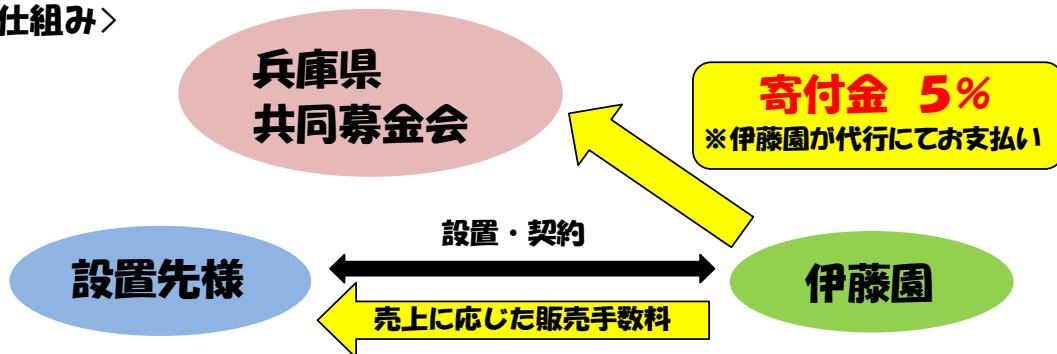 仕組み＞
兵庫県
共同募金会
寄付金 5%
※伊藤園が代行にてお支払い
設置・契約
設置先様
伊藤園
売上に応じた販売手数料